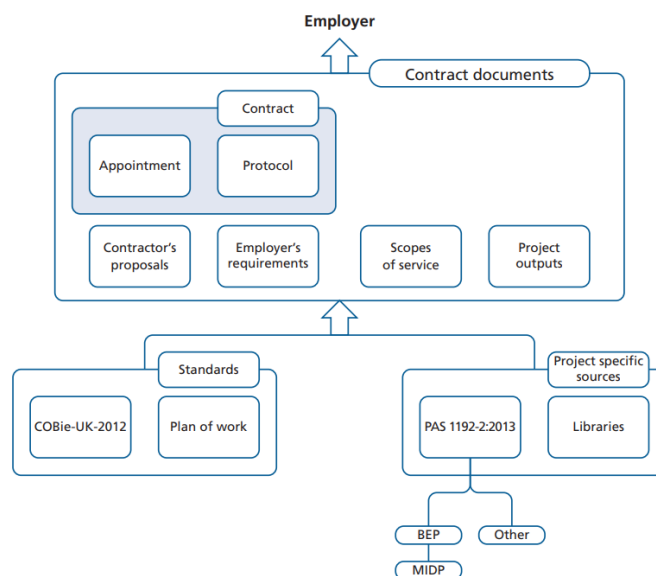 Employer
Contract documents
Contract
Appointment
Protocol
Contractor's
proposals
Employer's
requirements
Scopes
of service
Project
outputs
Standards
COBie-UK-2012
Plan of work
Project specific
sources
PAS 1192-2:2013
Libraries
BEP
Other
MIDP